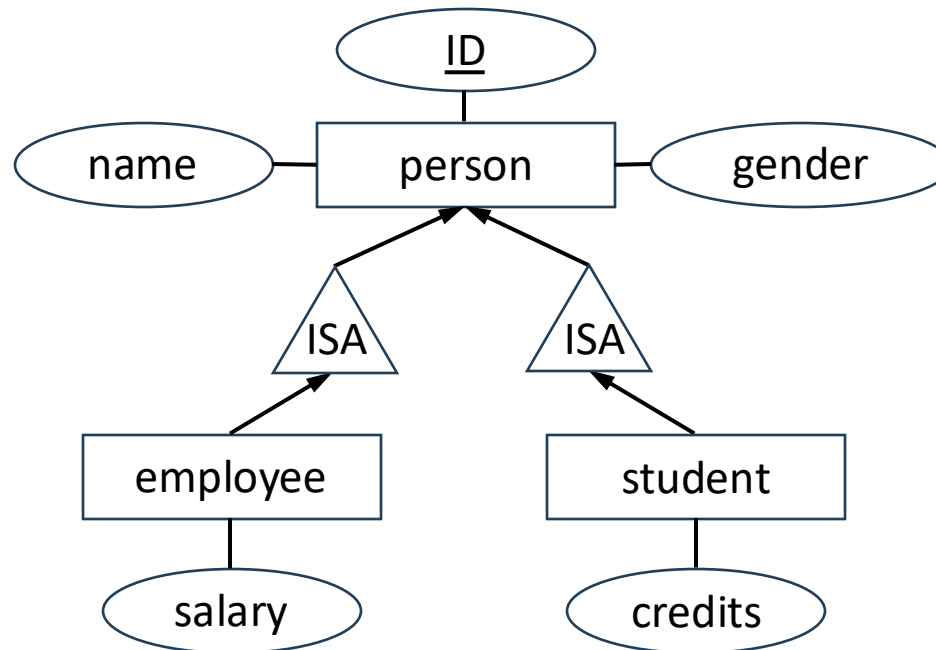 ID
name
person
gender
ISA
ISA
employee
student
salary
credits